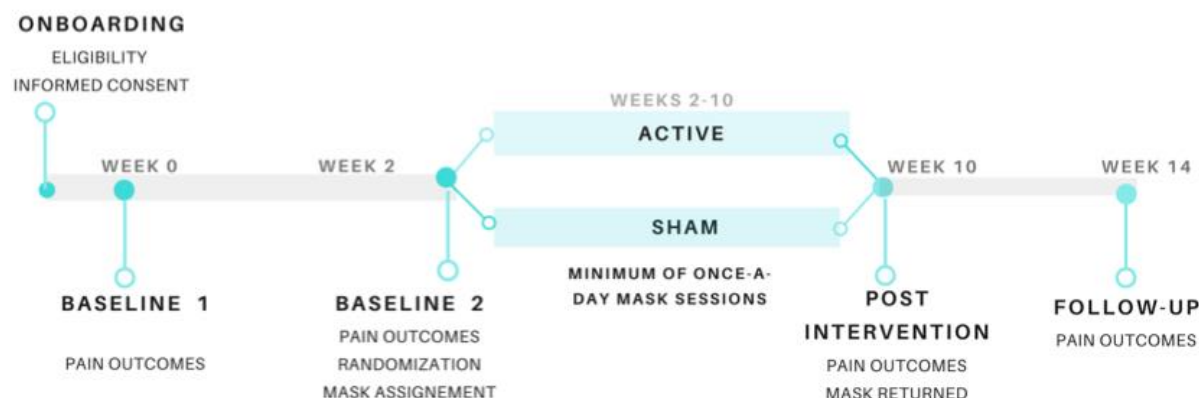 ONBOARDING
ELIGIBILITY
INFORMED CONSENT
WEEK 0
WEEK 2
WEEKS 2-10
ACTIVE
SHAM
MINIMUM OF ONCE-A-
DAY MASK SESSIONS
WEEK 10
WEEK 14
BASELINE 1
PAIN OUTCOMES
BASELINE 2
PAIN OUTCOMES
RANDOMIZATION
MASK ASSIGNEMENT
POST
INTERVENTION
PAIN OUTCOMES
MASK RETURNED
FOLLOW-UP
PAIN OUTCOMES